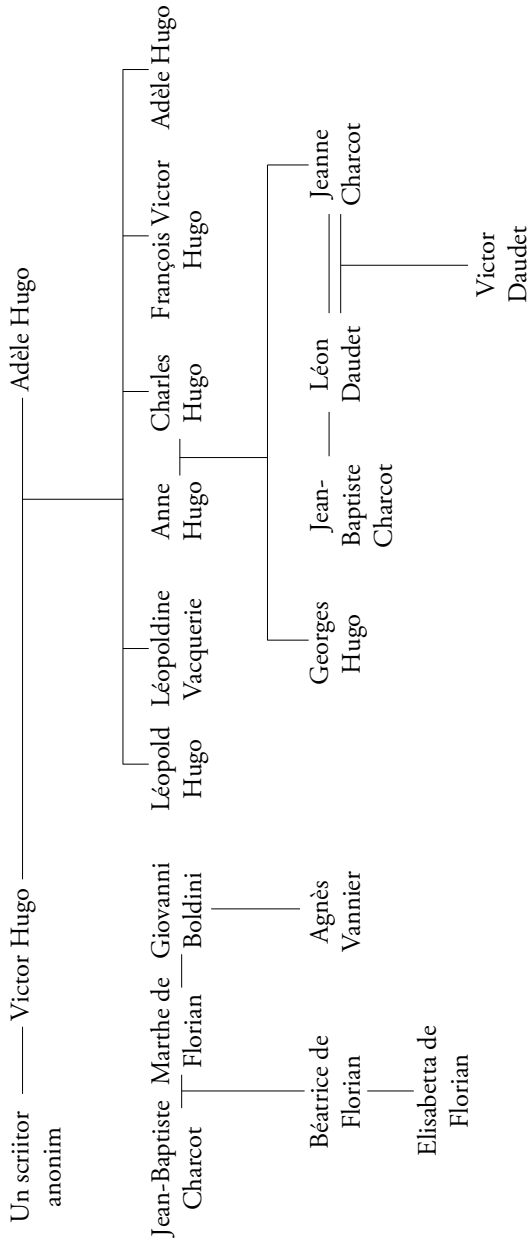 Un scriitor
anonim
Victor Hugo
Adèle Hugo
Jean-Baptiste
Charcot
Marthe de
Florian
Giovanni
Boldini
Léopold
Hugo
Léopoldine
Vacquerie
Anne
Hugo
Charles
Hugo
François Victor
Hugo
Adèle Hugo
Béatrice de
Florian
Agnès
Vannier
Georges
Hugo
Jean-
Baptiste
Charcot
Léon
Daudet
Jeanne
Charcot
Elisabetta de
Florian
Victor
Daudet